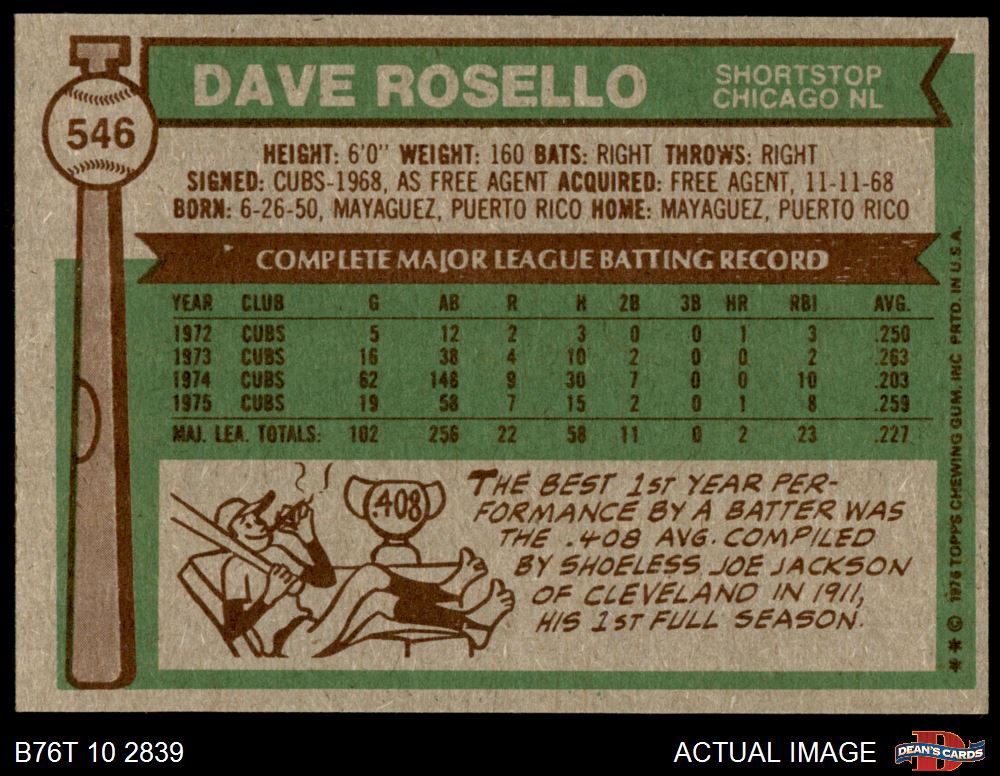 DAVE ROSELLO
SHORTSTOP
CHICAGO NL
546
HEIGHT: 6'0" WEIGHT: 160 BATS: RIGHT THROWS: RIGHT
SIGNED: CUBS-1968, AS FREE AGENT ACQUIRED: FREE AGENT, 11-11-68
BORN: 6-26-50, MAYAGUEZ, PUERTO RICO HOME: MAYAGUEZ, PUERTO RICO
COMPLETE MAJOR LEAGUE BATTING RECORD
YEAR CLUB G AB R H 2B 3B HR RBI AVG.
1972 CUBS 5 12 2 3 0 0 1 3 .250
1973 CUBS 16 38 4 10 2 0 0 2 .263
1974 CUBS 62 148 9 30 7 0 0 10 .203
1975 CUBS 19 58 7 15 2 0 1 8 .259
MAJ. LEA. TOTALS: 102 256 22 58 11 0 2 23 .227
.408
THE BEST 1ST YEAR PER-
FORMANCE BY A BATTER WAS
THE .408 AVG. COMPILED
BY SHOELESS JOE JACKSON
OF CLEVELAND IN 1911,
HIS 1ST FULL SEASON.
** © 1976 TOPPS CHEWING GUM, INC PRTD. IN U.S.A.
B76T 10 2839
ACTUAL IMAGE
DEAN'S CARDS